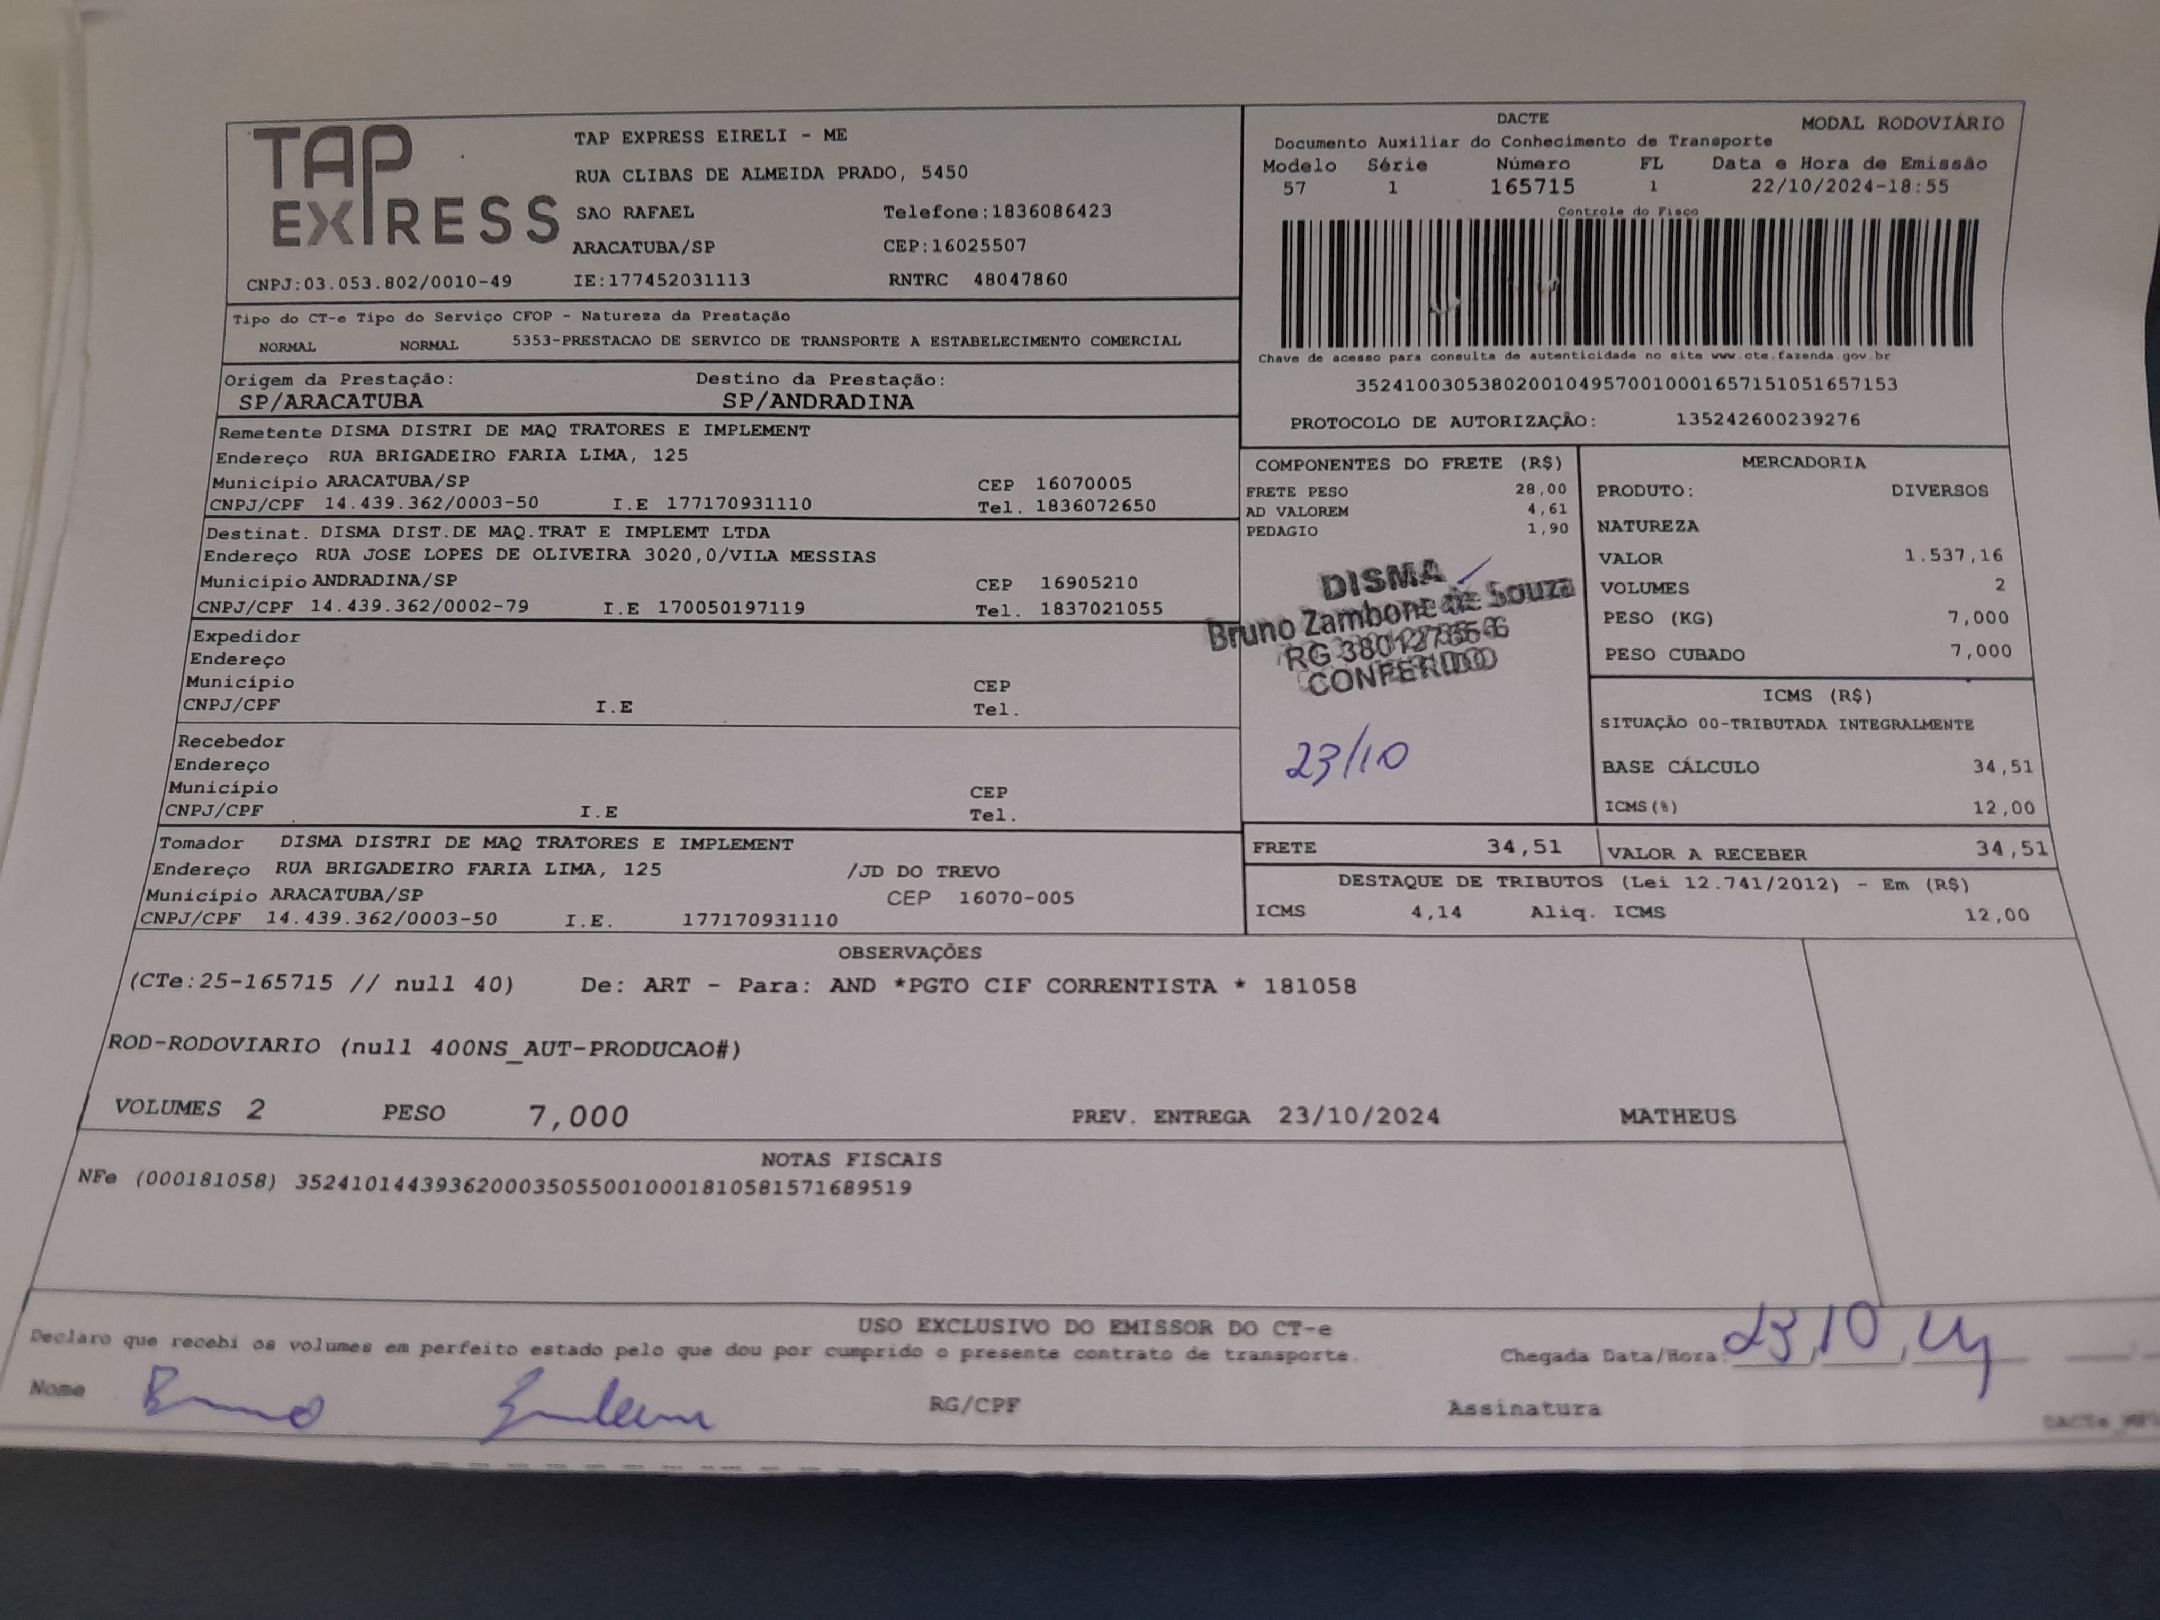 TAP
EXPRESS
TAP EXPRESS EIRELI - ME
RUA CLIBAS DE ALMEIDA PRADO, 5450
SAO RAFAEL Telefone:1836086423
ARACATUBA/SP CEP:16025507
CNPJ:03.053.802/0010-49 IE:177452031113 RNTRC 48047860
DACTE MODAL RODOVIÁRIO
Documento Auxiliar do Conhecimento de Transporte
Modelo Série Número FL Data e Hora de Emissão
57 1 165715 1 22/10/2024-18:55
Controle do Fisco
Chave de acesso para consulta de autenticidade no site www.cte.fazenda.gov.br
35241003053802001049570010001657151051657153
PROTOCOLO DE AUTORIZAÇÃO: 135242600239276
Tipo do CT-e Tipo do Serviço CFOP - Natureza da Prestação
NORMAL NORMAL 5353-PRESTACAO DE SERVICO DE TRANSPORTE A ESTABELECIMENTO COMERCIAL
Origem da Prestação: Destino da Prestação:
SP/ARACATUBA SP/ANDRADINA
Remetente DISMA DISTRI DE MAQ TRATORES E IMPLEMENT
Endereço RUA BRIGADEIRO FARIA LIMA, 125
Município ARACATUBA/SP CEP 16070005
CNPJ/CPF 14.439.362/0003-50 I.E 177170931110 Tel. 1836072650
Destinat. DISMA DIST.DE MAQ.TRAT E IMPLEMT LTDA
Endereço RUA JOSE LOPES DE OLIVEIRA 3020,0/VILA MESSIAS
Município ANDRADINA/SP CEP 16905210
CNPJ/CPF 14.439.362/0002-79 I.E 170050197119 Tel. 1837021055
Expedidor
Endereço
Município CEP
CNPJ/CPF I.E Tel.
Recebedor
Endereço
Município CEP
CNPJ/CPF I.E Tel.
Tomador DISMA DISTRI DE MAQ TRATORES E IMPLEMENT
Endereço RUA BRIGADEIRO FARIA LIMA, 125 /JD DO TREVO
Município ARACATUBA/SP CEP 16070-005
CNPJ/CPF 14.439.362/0003-50 I.E. 177170931110
COMPONENTES DO FRETE (R$)
FRETE PESO 28,00
AD VALOREM 4,61
PEDAGIO 1,90
DISMA
Bruno Zambone de Souza
RG
CONFERIDO
23/10
MERCADORIA
PRODUTO: DIVERSOS
NATUREZA
VALOR 1.537,16
VOLUMES 2
PESO (KG) 7,000
PESO CUBADO 7,000
ICMS (R$)
SITUAÇÃO 00-TRIBUTADA INTEGRALMENTE
BASE CÁLCULO 34,51
ICMS(%) 12,00
FRETE 34,51 VALOR A RECEBER 34,51
DESTAQUE DE TRIBUTOS (Lei 12.741/2012) - Em (R$)
ICMS 4,14 Aliq. ICMS 12,00
OBSERVAÇÕES
(CTe:25-165715 // null 40) De: ART - Para: AND *PGTO CIF CORRENTISTA * 181058
ROD-RODOVIARIO (null 400NS_AUT-PRODUCAO#)
VOLUMES 2 PESO 7,000 PREV. ENTREGA 23/10/2024 MATHEUS
NOTAS FISCAIS
NFe (000181058) 35241014439362000350550010001810581571689519
USO EXCLUSIVO DO EMISSOR DO CT-e
Declaro que recebi os volumes em perfeito estado pelo que dou por cumprido o presente contrato de transporte.
Chegada Data/Hora: 23/10/24
Nome Bruno RG/CPF Assinatura